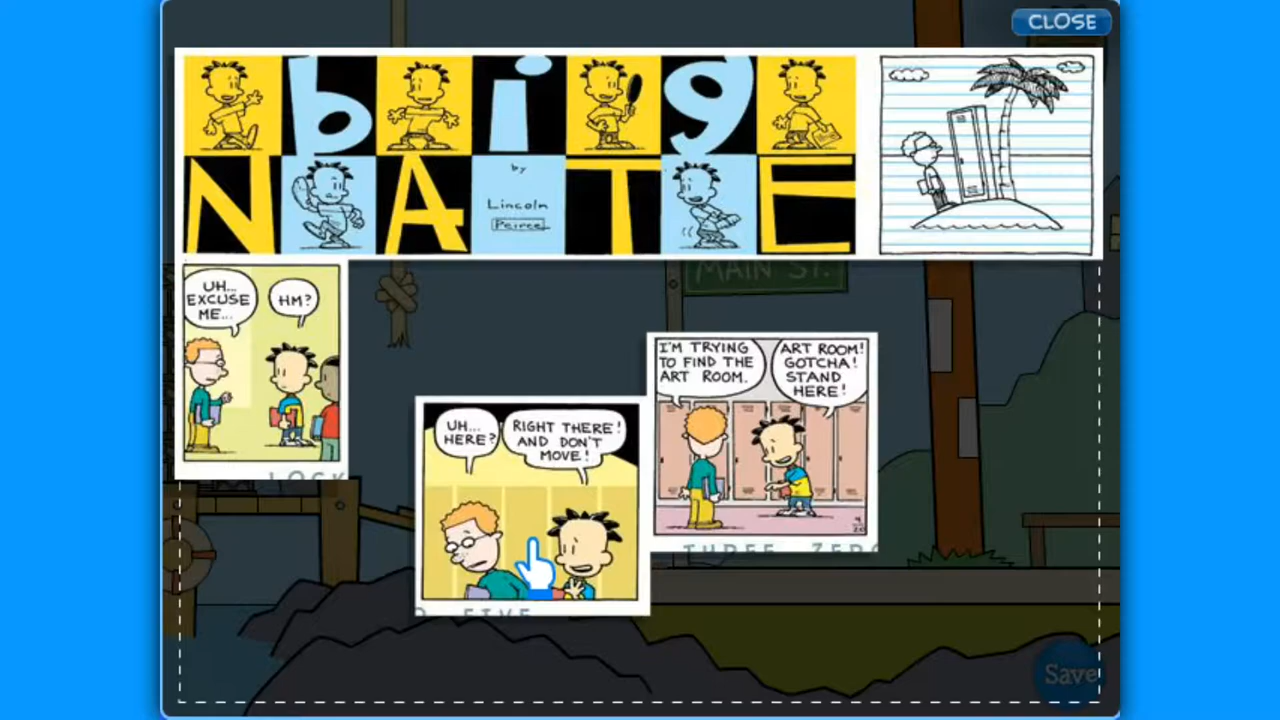 CLOSE
big
NATE
by
Lincoln
Peirce
MAIN ST.
UH...
EXCUSE
ME...
HM?
LOCK
I'M TRYING
TO FIND THE
ART ROOM.
ART ROOM!
GOTCHA!
STAND
HERE!
THREE ZERO
UH...
HERE?
RIGHT THERE!
AND DON'T
MOVE!
FIVE
Save